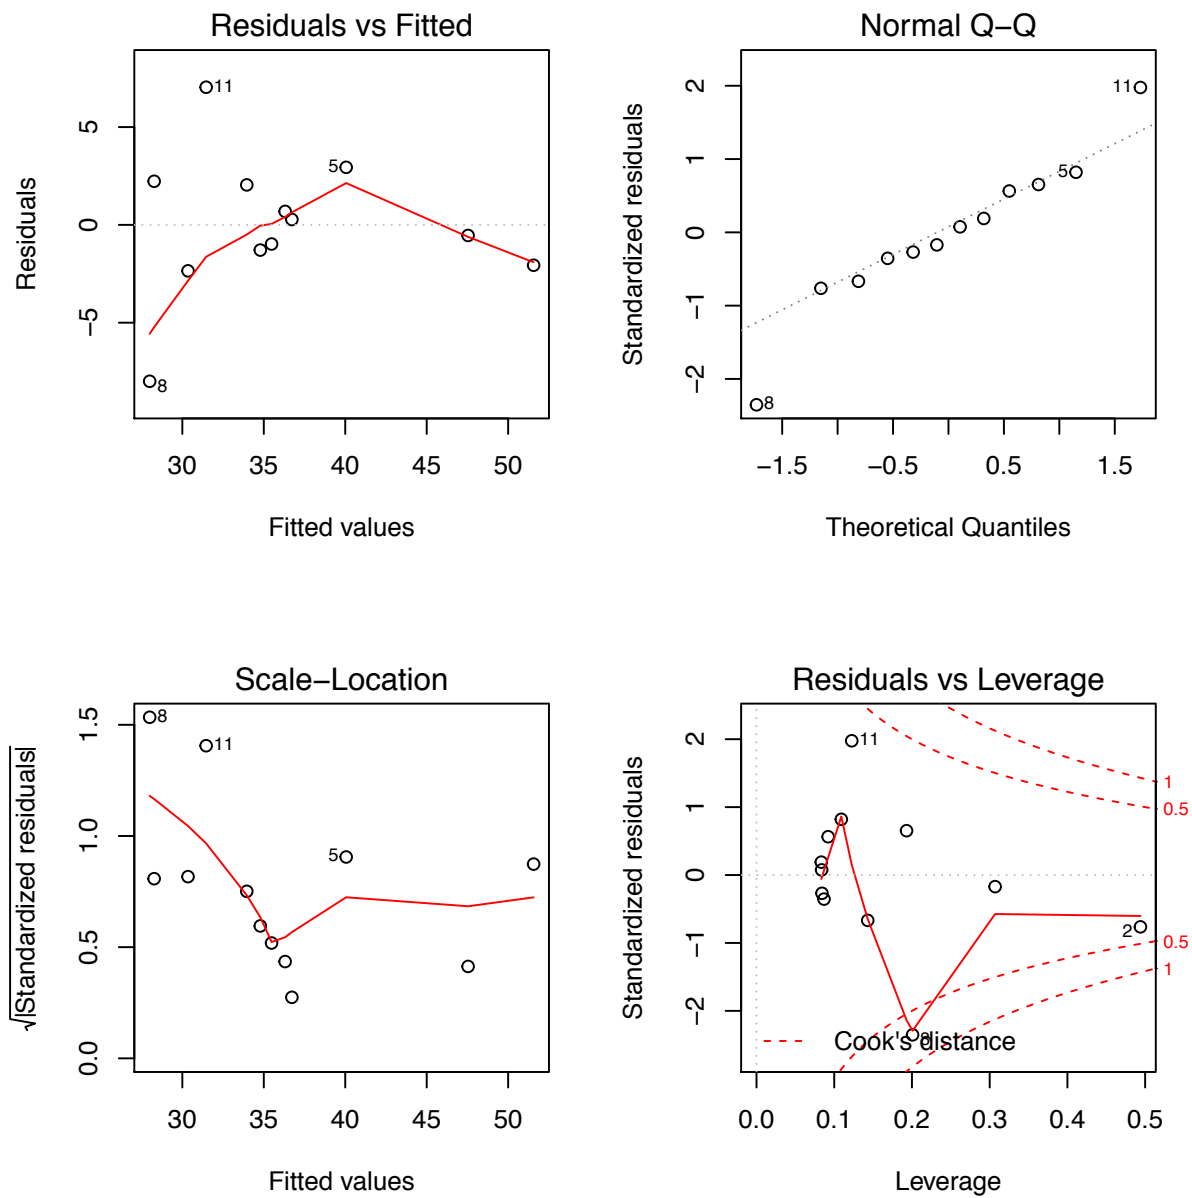 Residuals vs Fitted
Residuals
5
0
−5
11
5
8
30 35 40 45 50
Fitted values
Normal Q−Q
Standardized residuals
2
1
0
−1
−2
11
5
8
−1.5 −0.5 0.5 1.5
Theoretical Quantiles
Scale−Location
√|Standardized residuals|
1.5
1.0
0.5
0.0
8
11
5
30 35 40 45 50
Fitted values
Residuals vs Leverage
Standardized residuals
2
1
0
−1
−2
11
2
8
1
0.5
0.5
1
Cook's distance
0.0 0.1 0.2 0.3 0.4 0.5
Leverage